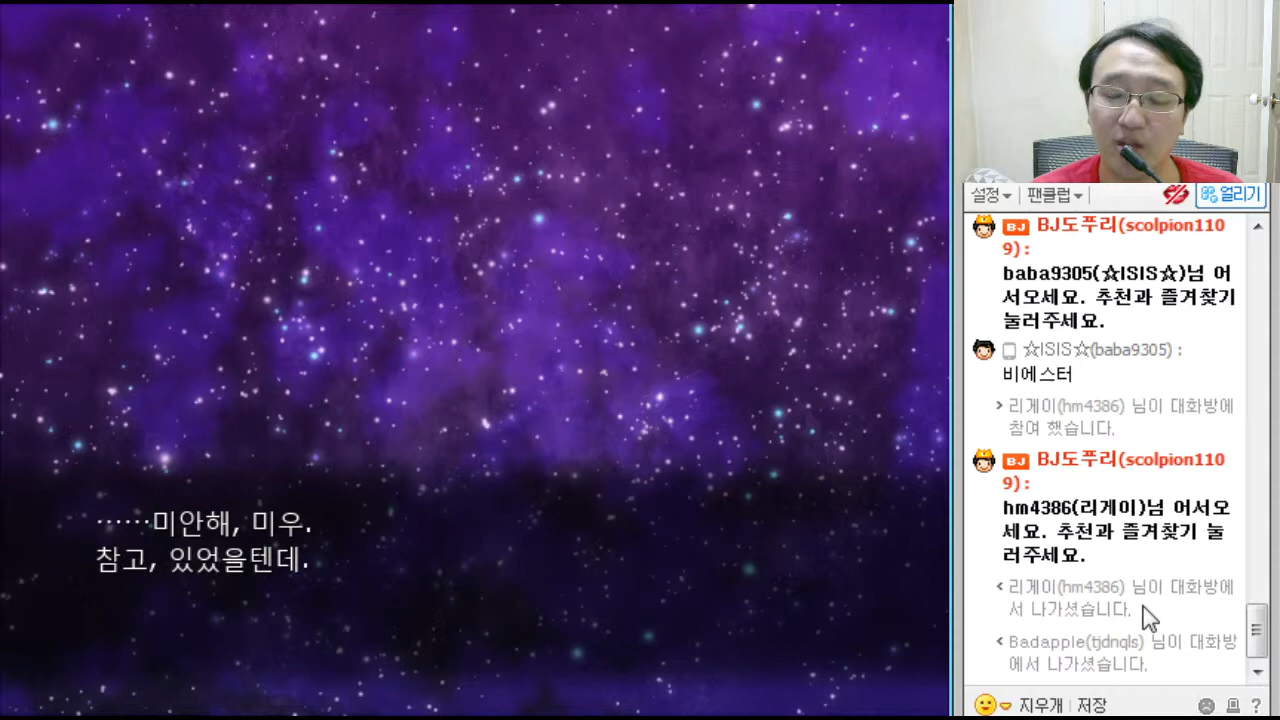 ……미안해, 미우.
참고, 있었을텐데.
설정
팬클럽
얼리기
BJ BJ도푸리(scolpion110
9) :
baba9305(☆ISIS☆)님 어
서오세요. 추천과 즐겨찾기
눌러주세요.
☆ISIS☆(baba9305) :
비에스터
> 리게이(hm4386) 님이 대화방에
참여 했습니다.
BJ BJ도푸리(scolpion110
9) :
hm4386(리게이)님 어서오
세요. 추천과 즐겨찾기 눌
러주세요.
< 리게이(hm4386) 님이 대화방에
서 나가셨습니다.
< Badapple(tjdnqls) 님이 대화방
에서 나가셨습니다.
지우개 | 저장
?